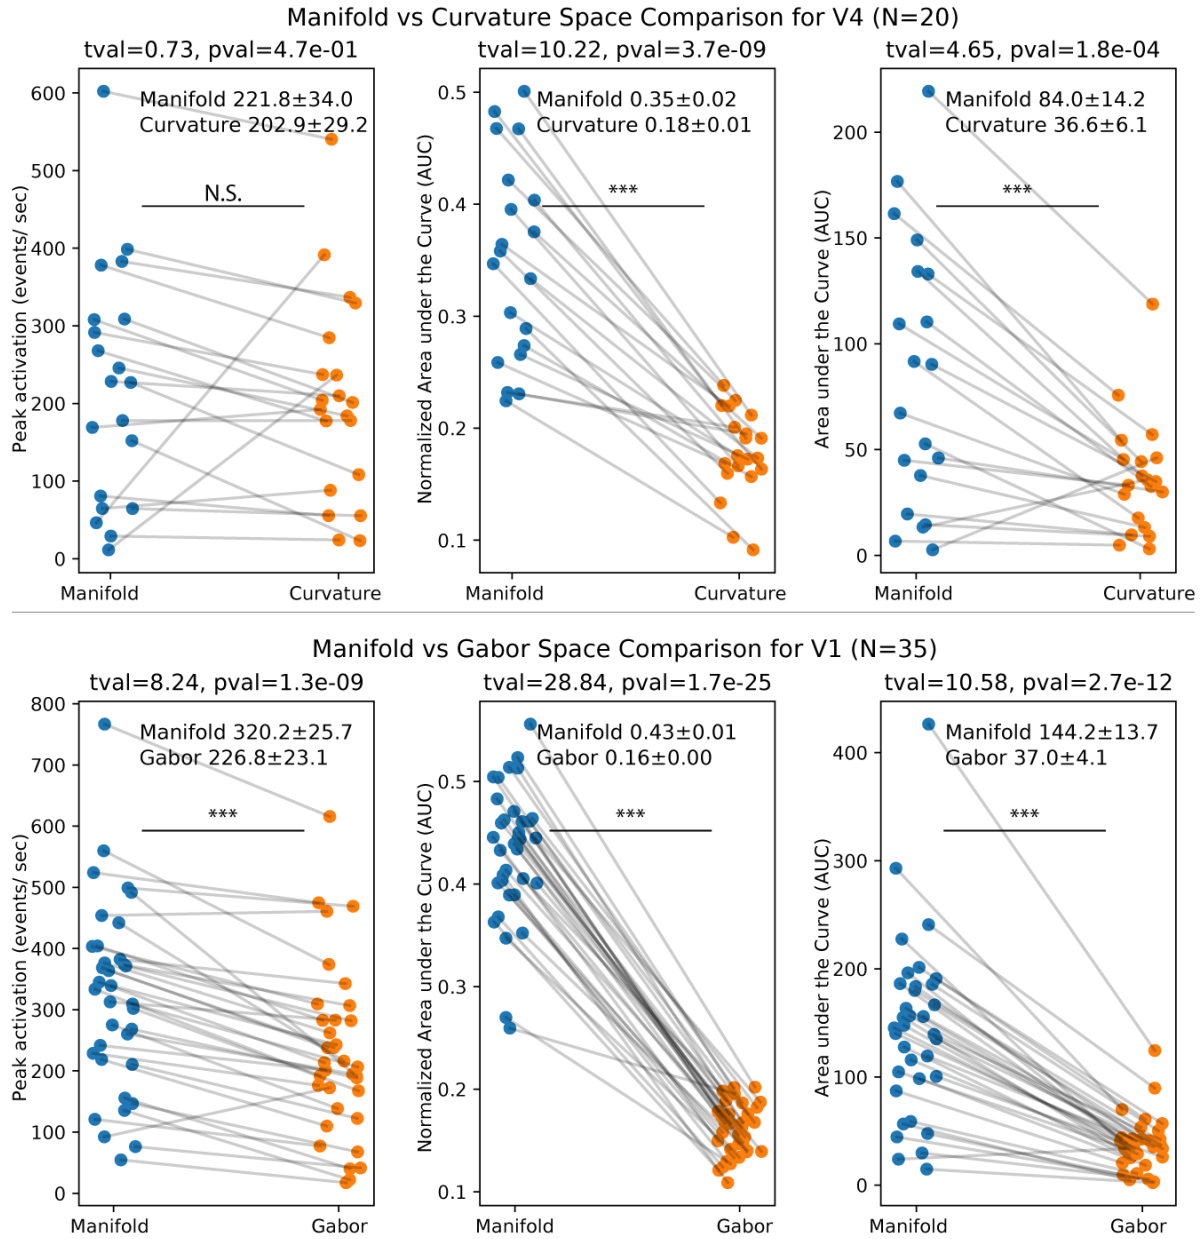 Manifold vs Curvature Space Comparison for V4 (N=20)
tval=0.73, pval=4.7e-01
Peak activation (events/ sec)
600
500
400
300
200
100
0
Manifold 221.8±34.0
Curvature 202.9±29.2
N.S.
Manifold
Curvature
tval=10.22, pval=3.7e-09
Normalized Area under the Curve (AUC)
0.5
0.4
0.3
0.2
0.1
Manifold 0.35±0.02
Curvature 0.18±0.01
***
Manifold
Curvature
tval=4.65, pval=1.8e-04
Area under the Curve (AUC)
200
150
100
50
0
Manifold 84.0±14.2
Curvature 36.6±6.1
***
Manifold
Curvature
Manifold vs Gabor Space Comparison for V1 (N=35)
tval=8.24, pval=1.3e-09
Peak activation (events/ sec)
800
700
600
500
400
300
200
100
0
Manifold 320.2±25.7
Gabor 226.8±23.1
***
Manifold
Gabor
tval=28.84, pval=1.7e-25
Normalized Area under the Curve (AUC)
0.5
0.4
0.3
0.2
0.1
Manifold 0.43±0.01
Gabor 0.16±0.00
***
Manifold
Gabor
tval=10.58, pval=2.7e-12
Area under the Curve (AUC)
400
300
200
100
0
Manifold 144.2±13.7
Gabor 37.0±4.1
***
Manifold
Gabor